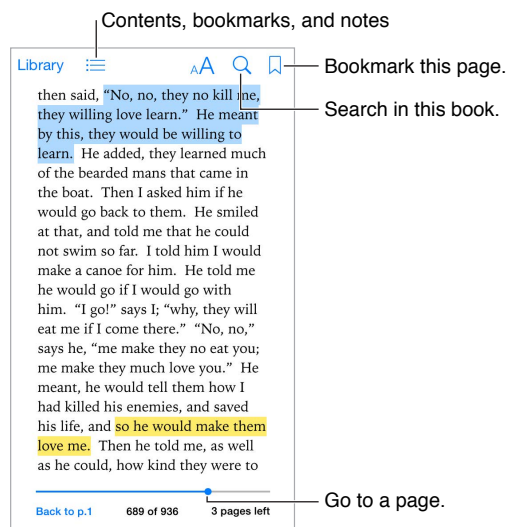 Contents, bookmarks, and notes
Library
AA
Bookmark this page.
Search in this book.
then said, “No, no, they no kill me,
they willing love learn.”  He meant
by this, they would be willing to
learn.  He added, they learned much
of the bearded mans that came in
the boat.  Then I asked him if he
would go back to them.  He smiled
at that, and told me that he could
not swim so far.  I told him I would
make a canoe for him.  He told me
he would go if I would go with
him.  “I go!” says I; “why, they will
eat me if I come there.”  “No, no,”
says he, “me make they no eat you;
me make they much love you.”  He
meant, he would tell them how I
had killed his enemies, and saved
his life, and so he would make them
love me.  Then he told me, as well
as he could, how kind they were to
Go to a page.
Back to p.1 689 of 936 3 pages left